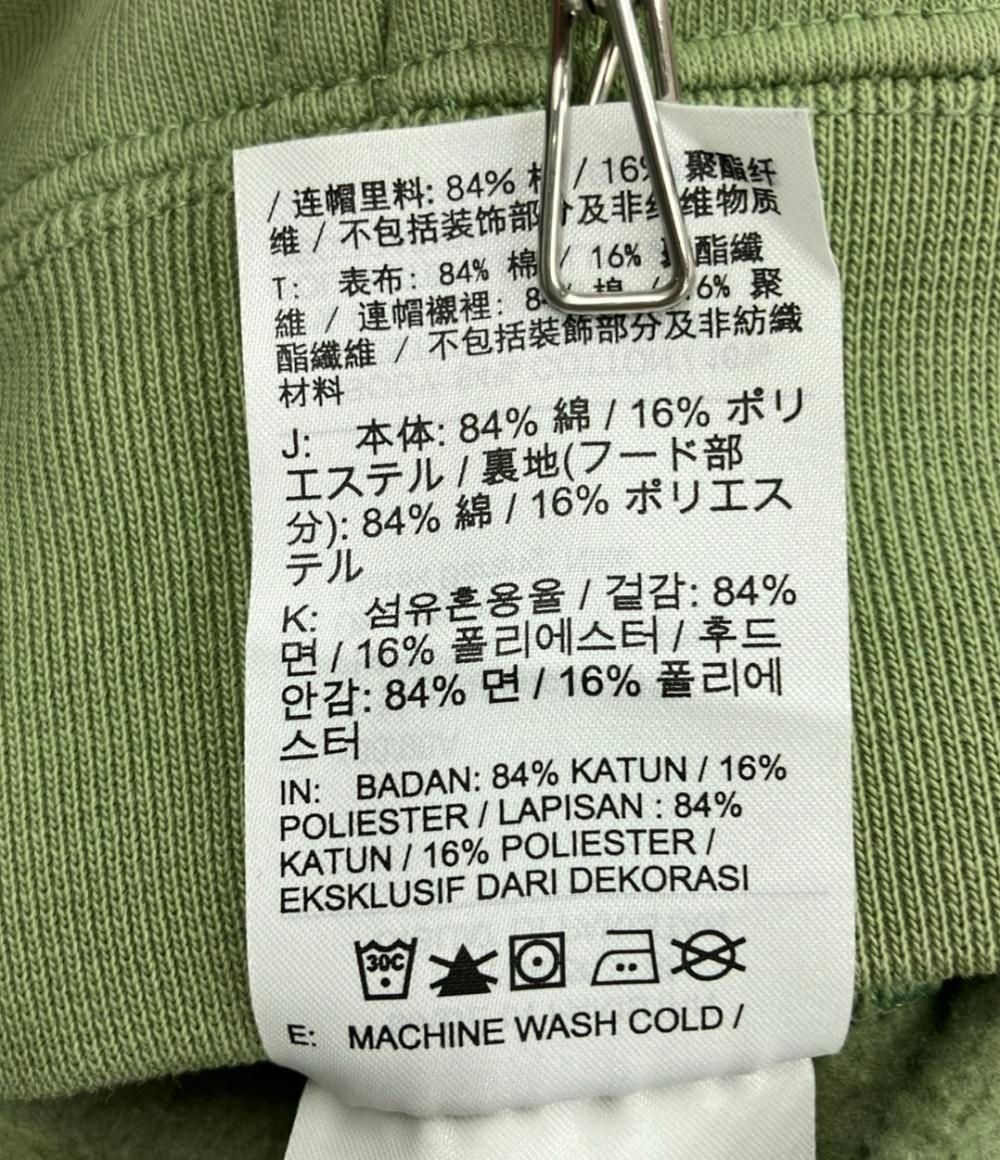 / 连帽里料: 84% / 16% 聚酯纤
维 / 不包括装饰部 及非 维物质
T: 表布: 84% 棉 / 16% 酯纖
維 / 連帽襯裡: 棉 / 聚
酯纖維 / 不包括裝飾部分及非紡織
材料
J: 本体: 84% 綿 / 16% ポリ
エステル / 裏地(フード部
分): 84% 綿 / 16% ポリエス
テル
K: 섬유혼용율 / 겉감: 84%
면 / 16% 폴리에스터 / 후드
안감: 84% 면 / 16% 폴리에
스터
IN: BADAN: 84% KATUN / 16%
POLIESTER / LAPISAN : 84%
KATUN / 16% POLIESTER /
EKSKLUSIF DARI DEKORASI
30C
E: MACHINE WASH COLD /